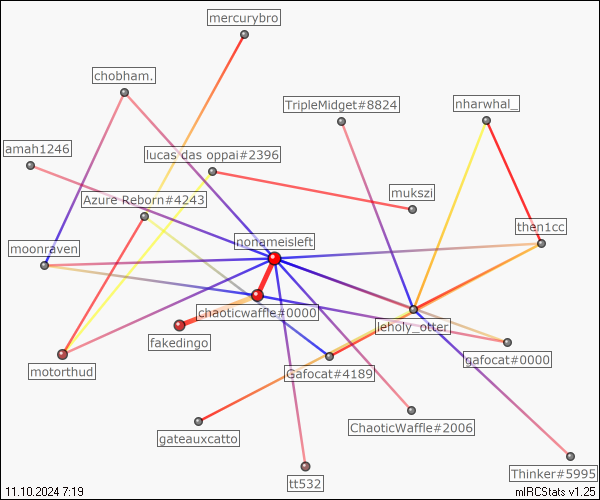 mercurybro
chobham.
TripleMidget#8824
nharwhal_
amah1246
lucas das oppai#2396
Azure Reborn#4243
mukszi
then1cc
moonraven
nonameisleft
chaoticwaffle#0000
leholy_otter
fakedingo
gafocat#0000
motorthud
Gafocat#4189
gateauxcatto
ChaoticWaffle#2006
tt532
Thinker#5995
11.10.2024 7:19
mIRCStats v1.25